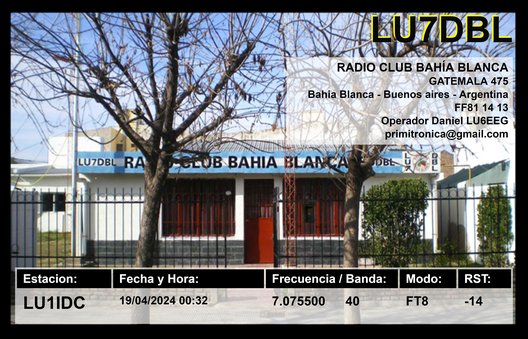 LU7DBL
RADIO CLUB BAHÍA BLANCA
GATEMALA 475
Bahía Blanca - Buenos aires - Argentina
FF81 14 13
Operador Daniel LU6EEG
primitronica@gmail.com
LU7DBL RADIO CLUB BAHIA BLANCA DBL
Estacion: Fecha y Hora: Frecuencia / Banda: Modo: RST:
LU1IDC 19/04/2024 00:32 7.075500 40 FT8 -14